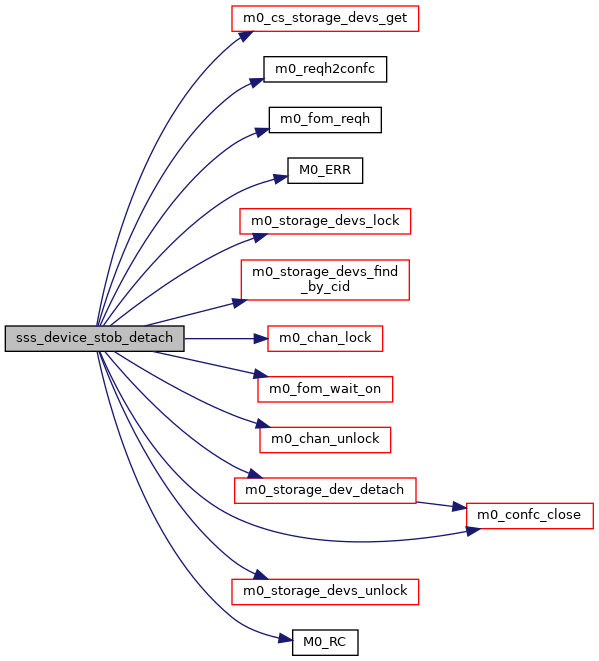 m0_cs_storage_devs_get
m0_reqh2confc
m0_fom_reqh
M0_ERR
m0_storage_devs_lock
m0_storage_devs_find
_by_cid
sss_device_stob_detach
m0_chan_lock
m0_fom_wait_on
m0_chan_unlock
m0_storage_dev_detach
m0_confc_close
m0_storage_devs_unlock
M0_RC